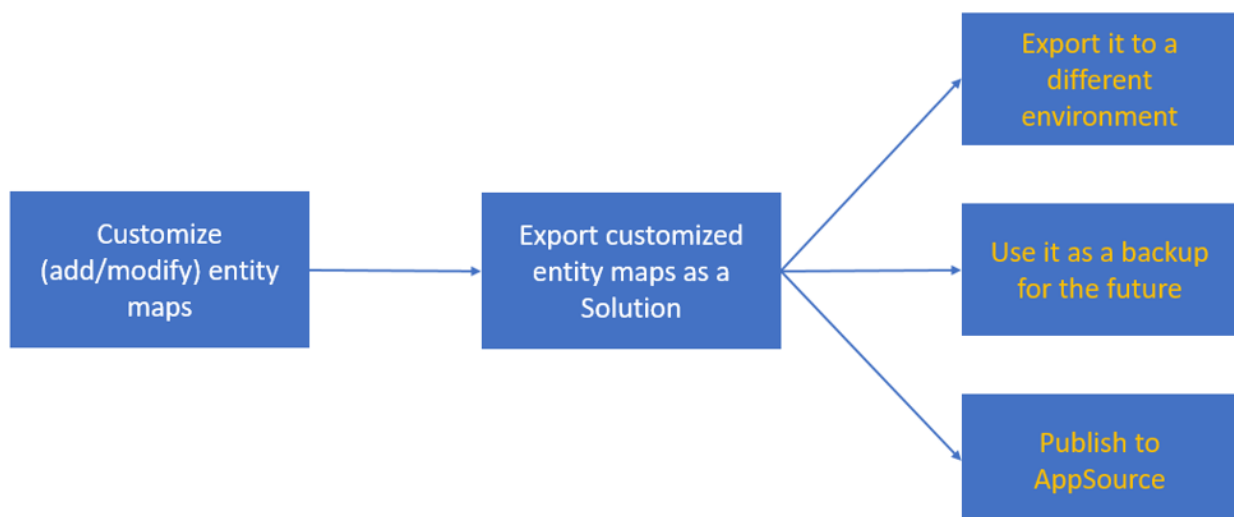 Customize
(add/modify) entity
maps
Export customized
entity maps as a
Solution
Export it to a
different
environment
Use it as a backup
for the future
Publish to
AppSource